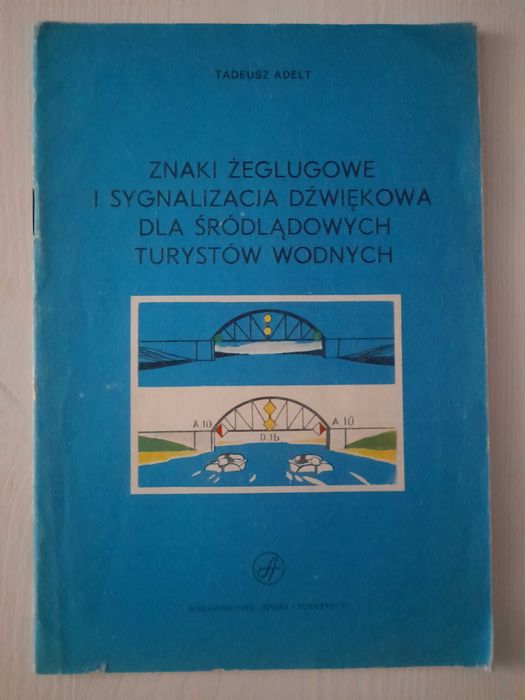 TADEUSZ ADELT
ZNAKI ŻEGLUGOWE
I SYGNALIZACJA DŹWIĘKOWA
DLA ŚRÓDLĄDOWYCH
TURYSTÓW WODNYCH
A 10 A 10
D.1b
WYDAWNICTWO „SPORT i TURYSTYKA"